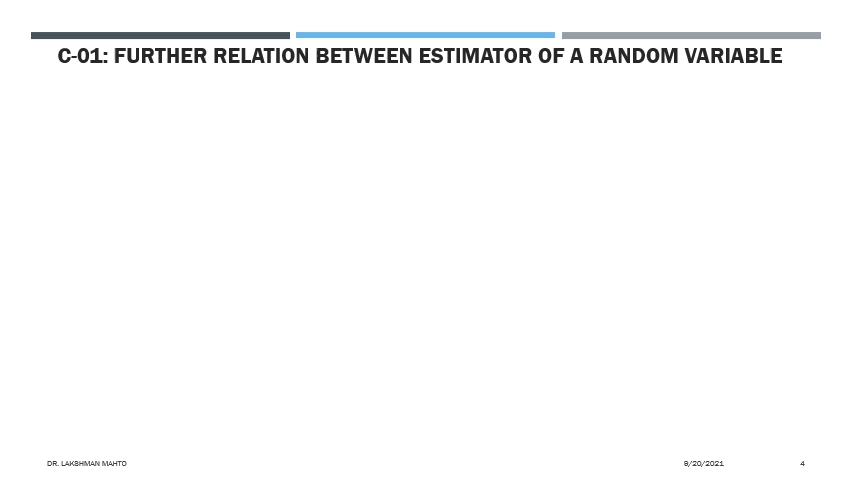 C-01: FURTHER RELATION BETWEEN ESTIMATOR OF A RANDOM VARIABLE
DR. LAKSHMAN MAHTO 9/20/2021 4